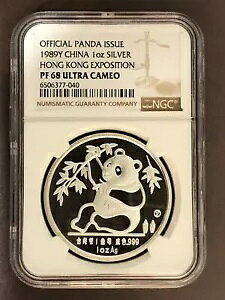 OFFICIAL PANDA ISSUE
1989Y CHINA 1oz SILVER
HONG KONG EXPOSITION
PF 68 ULTRA CAMEO
6506377-040
NUMISMATIC GUARANTY COMPANY
NGC
Y
1oz Ag